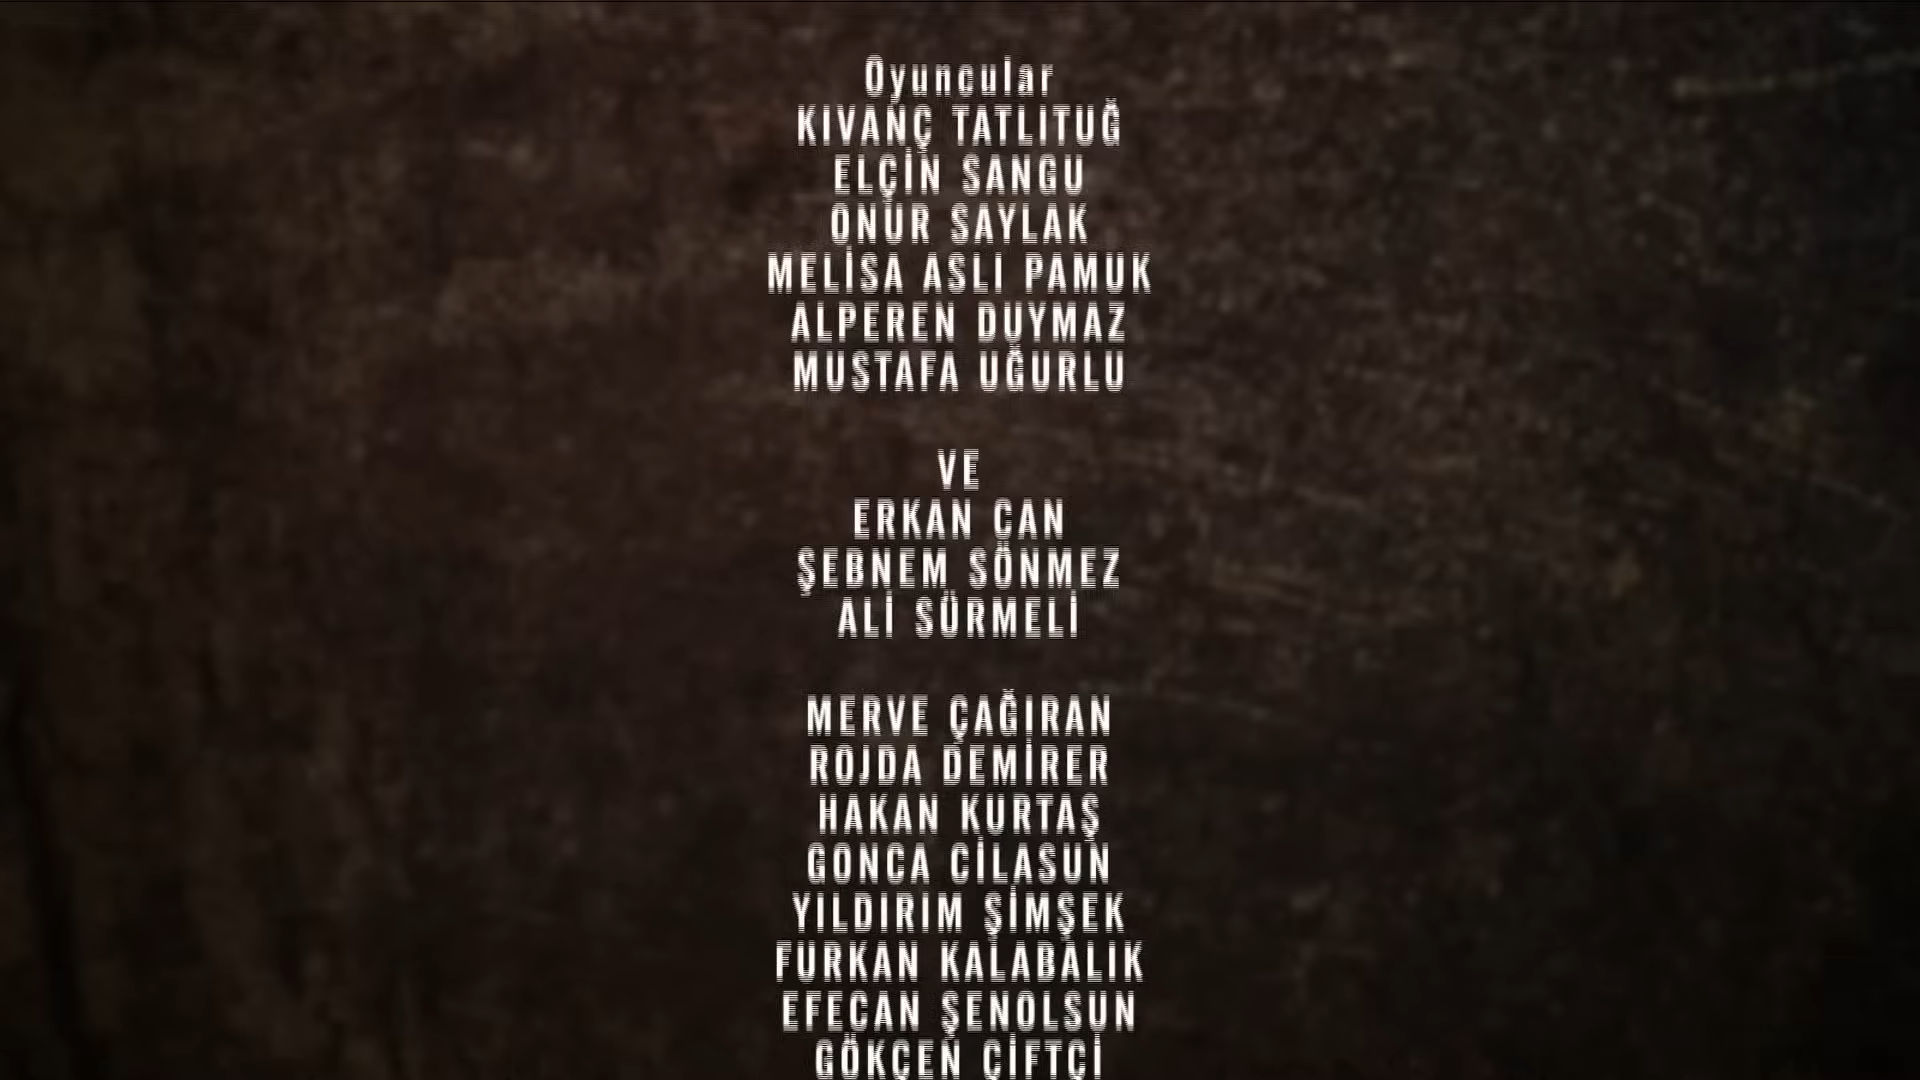 Oyuncular
KIVANÇ TATLITUĞ
ELÇİN SANGU
ONUR SAYLAK
MELİSA ASLI PAMUK
ALPEREN DUYMAZ
MUSTAFA UĞURLU
VE
ERKAN CAN
ŞEBNEM SÖNMEZ
ALİ SÜRMELİ
MERVE ÇAĞIRAN
ROJDA DEMİRER
HAKAN KURTAŞ
GONCA CİLASUN
YILDIRIM ŞİMŞEK
FURKAN KALABALIK
EFECAN ŞENOLSUN
GÖKÇEN ÇİFTÇİ